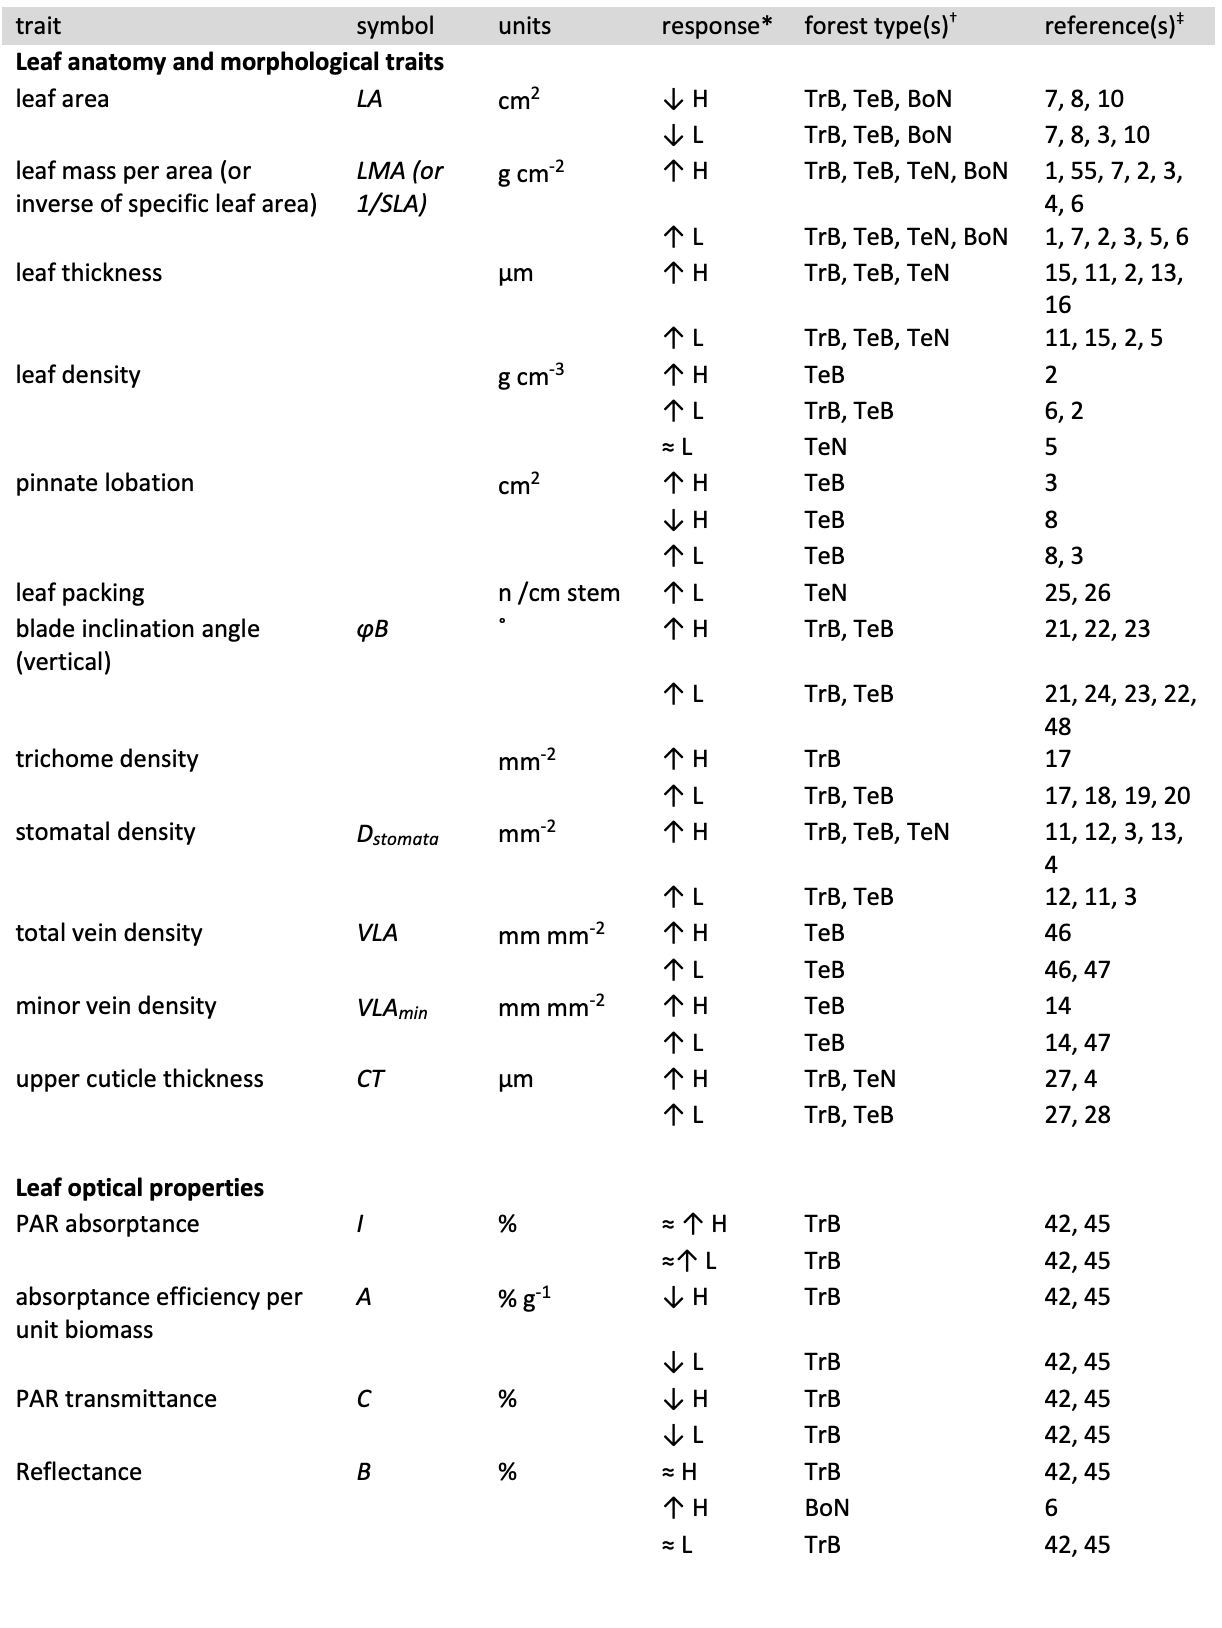 trait symbol units response* forest type(s)† reference(s)‡
Leaf anatomy and morphological traits
leaf area LA cm² ↓ H TrB, TeB, BoN 7, 8, 10
↓ L TrB, TeB, BoN 7, 8, 3, 10
leaf mass per area (or LMA (or g cm⁻² ↑ H TrB, TeB, TeN, BoN 1, 55, 7, 2, 3,
inverse of specific leaf area) 1/SLA) 4, 6
↑ L TrB, TeB, TeN, BoN 1, 7, 2, 3, 5, 6
leaf thickness μm ↑ H TrB, TeB, TeN 15, 11, 2, 13,
16
↑ L TrB, TeB, TeN 11, 15, 2, 5
leaf density g cm⁻³ ↑ H TeB 2
↑ L TrB, TeB 6, 2
≈ L TeN 5
pinnate lobation cm² ↑ H TeB 3
↓ H TeB 8
↑ L TeB 8, 3
leaf packing n /cm stem ↑ L TeN 25, 26
blade inclination angle φB ° ↑ H TrB, TeB 21, 22, 23
(vertical)
↑ L TrB, TeB 21, 24, 23, 22,
48
trichome density mm⁻² ↑ H TrB 17
↑ L TrB, TeB 17, 18, 19, 20
stomatal density Dstomata mm⁻² ↑ H TrB, TeB, TeN 11, 12, 3, 13,
4
↑ L TrB, TeB 12, 11, 3
total vein density VLA mm mm⁻² ↑ H TeB 46
↑ L TeB 46, 47
minor vein density VLAmin mm mm⁻² ↑ H TeB 14
↑ L TeB 14, 47
upper cuticle thickness CT μm ↑ H TrB, TeN 27, 4
↑ L TrB, TeB 27, 28
Leaf optical properties
PAR absorptance I % ≈ ↑ H TrB 42, 45
≈↑ L TrB 42, 45
absorptance efficiency per A % g⁻¹ ↓ H TrB 42, 45
unit biomass
↓ L TrB 42, 45
PAR transmittance C % ↓ H TrB 42, 45
↓ L TrB 42, 45
Reflectance B % ≈ H TrB 42, 45
↑ H BoN 6
≈ L TrB 42, 45